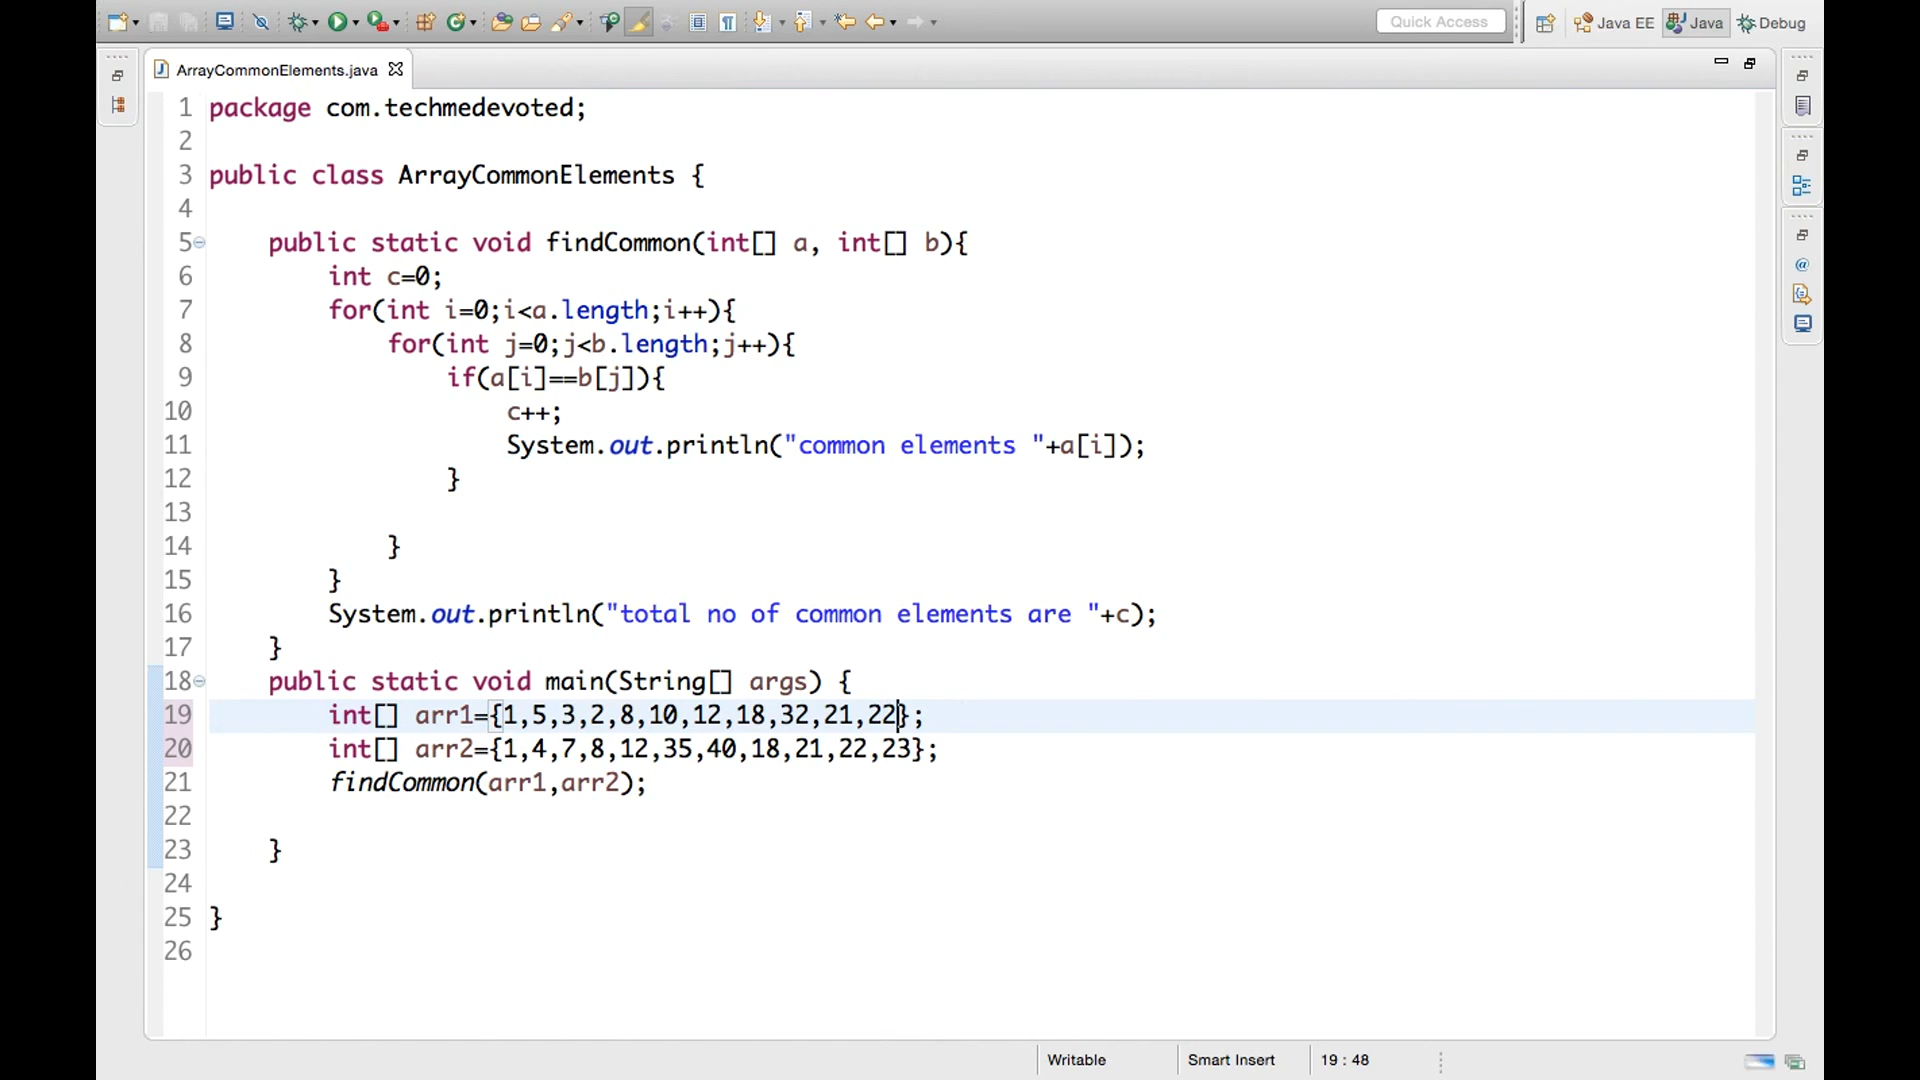 Quick Access
Java EE
Java
Debug
ArrayCommonElements.java
1 package com.techmedevoted;
2
3 public class ArrayCommonElements {
4
5 public static void findCommon(int[] a, int[] b){
6 int c=0;
7 for(int i=0;i<a.length;i++){
8 for(int j=0;j<b.length;j++){
9 if(a[i]==b[j]){
10 c++;
11 System.out.println("common elements "+a[i]);
12 }
13
14 }
15 }
16 System.out.println("total no of common elements are "+c);
17 }
18 public static void main(String[] args) {
19 int[] arr1={1,5,3,2,8,10,12,18,32,21,22};
20 int[] arr2={1,4,7,8,12,35,40,18,21,22,23};
21 findCommon(arr1,arr2);
22
23 }
24
25 }
26
Writable
Smart Insert
19 : 48